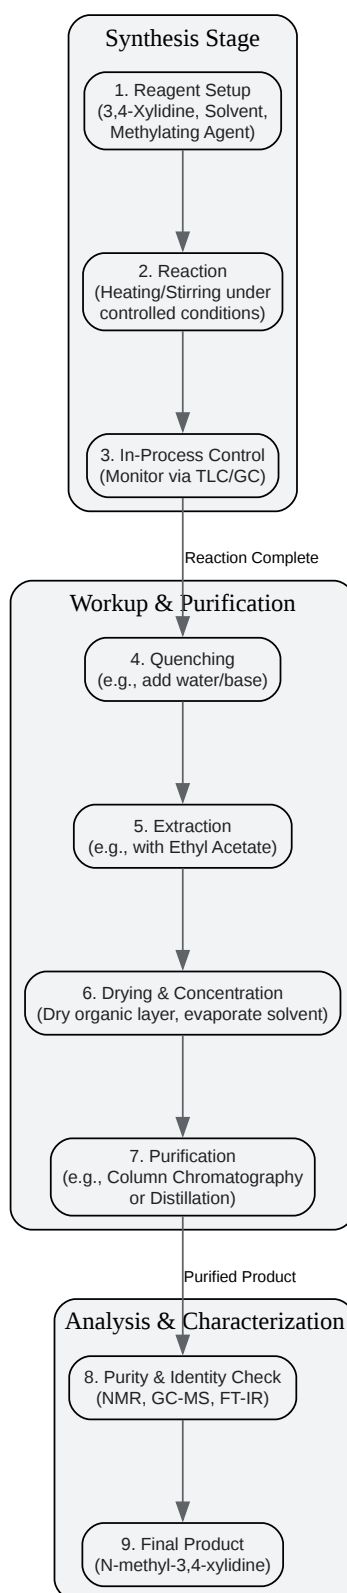 Synthesis Stage
1. Reagent Setup
(3,4-Xylidine, Solvent,
Methylating Agent)
2. Reaction
(Heating/Stirring under
controlled conditions)
3. In-Process Control
(Monitor via TLC/GC)
Reaction Complete
Workup & Purification
4. Quenching
(e.g., add water/base)
5. Extraction
(e.g., with Ethyl Acetate)
6. Drying & Concentration
(Dry organic layer, evaporate solvent)
7. Purification
(e.g., Column Chromatography
or Distillation)
Purified Product
Analysis & Characterization
8. Purity & Identity Check
(NMR, GC-MS, FT-IR)
9. Final Product
(N-methyl-3,4-xylidine)